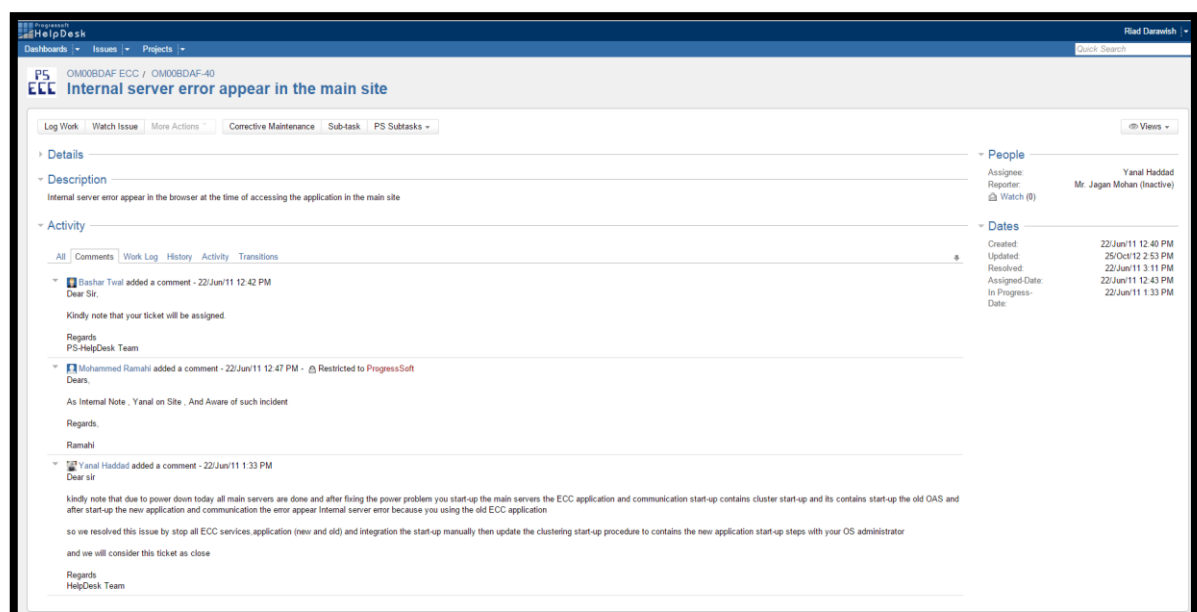 Progressoft
HelpDesk
Riad Darawish
Dashboards Issues Projects
Quick Search
PS
ECC
OM00BDAF ECC / OM00BDAF-40
Internal server error appear in the main site
Log Work Watch Issue More Actions Corrective Maintenance Sub-task PS Subtasks
Views
Details
Description
Internal server error appear in the browser at the time of accessing the application in the main site
Activity
All Comments Work Log History Activity Transitions
Bashar Twal added a comment - 22/Jun/11 12:42 PM
Dear Sir,
Kindly note that your ticket will be assigned.
Regards
PS-HelpDesk Team
Mohammed Ramahi added a comment - 22/Jun/11 12:47 PM - Restricted to ProgressSoft
Dears,
As Internal Note , Yanal on Site , And Aware of such incident
Regards,
Ramahi
Yanal Haddad added a comment - 22/Jun/11 1:33 PM
Dear sir
kindly note that due to power down today all main servers are done and after fixing the power problem you start-up the main servers the ECC application and communication start-up contains cluster start-up and its contains start-up the old OAS and
after start-up the new application and communication the error appear Internal server error because you using the old ECC application
so we resolved this issue by stop all ECC services,application (new and old) and integration the start-up manually then update the clustering start-up procedure to contains the new application start-up steps with your OS administrator
and we will consider this ticket as close
Regards
HelpDesk Team
People
Assignee: Yanal Haddad
Reporter: Mr. Jagan Mohan (Inactive)
Watch (0)
Dates
Created: 22/Jun/11 12:40 PM
Updated: 25/Oct/12 2:53 PM
Resolved: 22/Jun/11 3:11 PM
Assigned-Date: 22/Jun/11 12:43 PM
In Progress- 22/Jun/11 1:33 PM
Date: